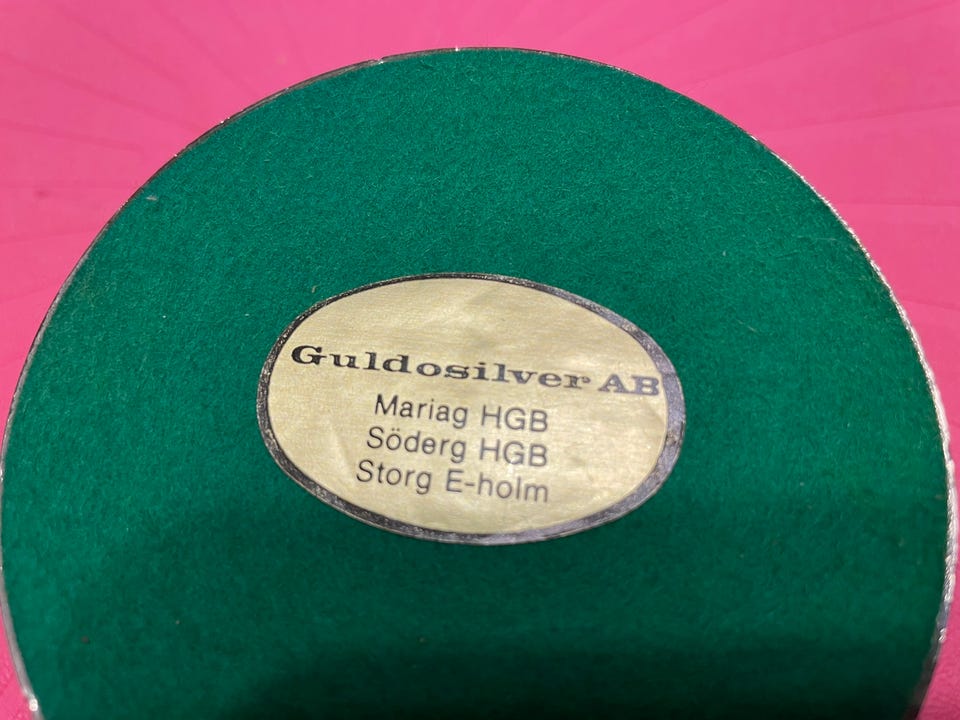 Guldosilver AB
Mariag HGB
Söderg HGB
Storg E-holm